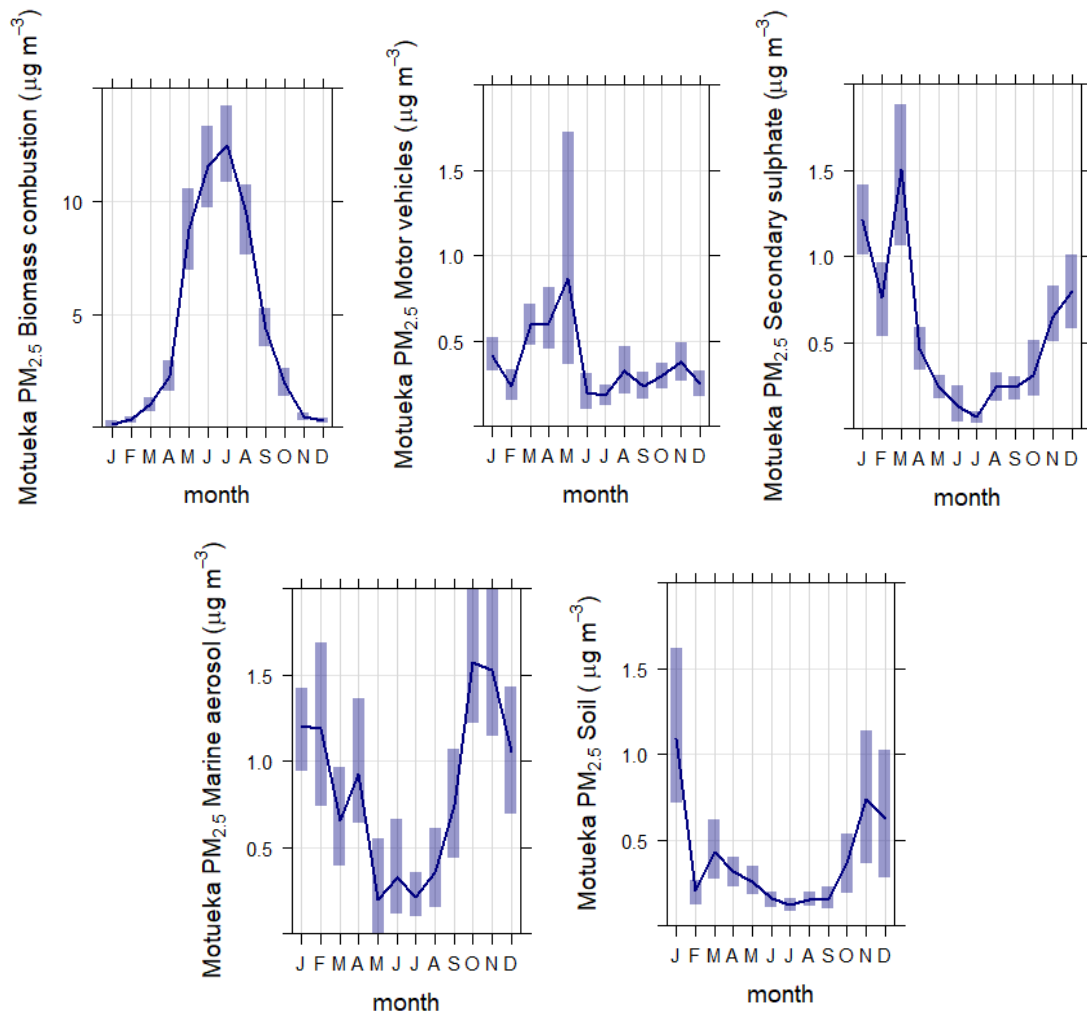 Motueka PM2.5 Biomass combustion (μg m−3)
10
5
J F M A M J J A S O N D
month
Motueka PM2.5 Motor vehicles (μg m−3)
1.5
1.0
0.5
J F M A M J J A S O N D
month
Motueka PM2.5 Secondary sulphate (μg m−3)
1.5
1.0
0.5
J F M A M J J A S O N D
month
Motueka PM2.5 Marine aerosol (μg m−3)
1.5
1.0
0.5
J F M A M J J A S O N D
month
Motueka PM2.5 Soil ( μg m−3)
1.5
1.0
0.5
J F M A M J J A S O N D
month